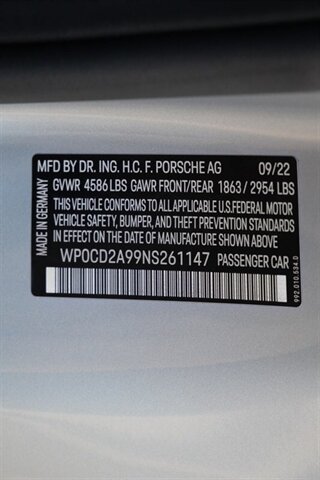 MFD BY DR. ING. H.C. F. PORSCHE AG 09/22
GVWR 4586 LBS GAWR FRONT/REAR 1863 / 2954 LBS
THIS VEHICLE CONFORMS TO ALL APPLICABLE U.S.FEDERAL MOTOR
VEHICLE SAFETY, BUMPER, AND THEFT PREVENTION STANDARDS
IN EFFECT ON THE DATE OF MANUFACTURE SHOWN ABOVE
WP0CD2A99NS261147 PASSENGER CAR
MADE IN GERMANY
992.010.534.0